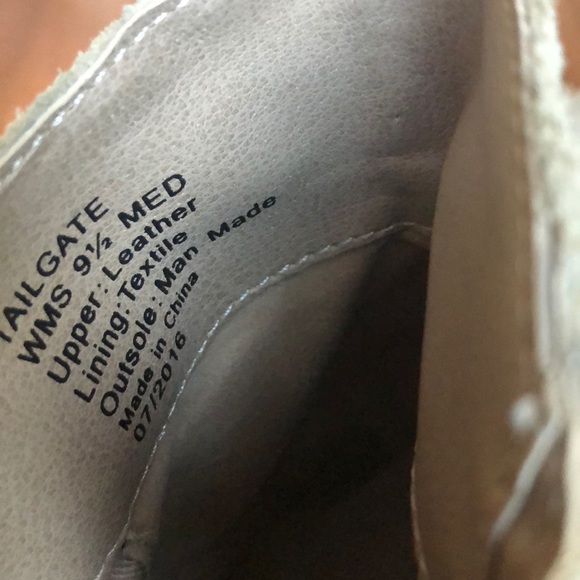 TAILGATE
WMS 9½ MED
Upper: Leather
Lining: Textile
Outsole: Man Made
Made in China
07/2016